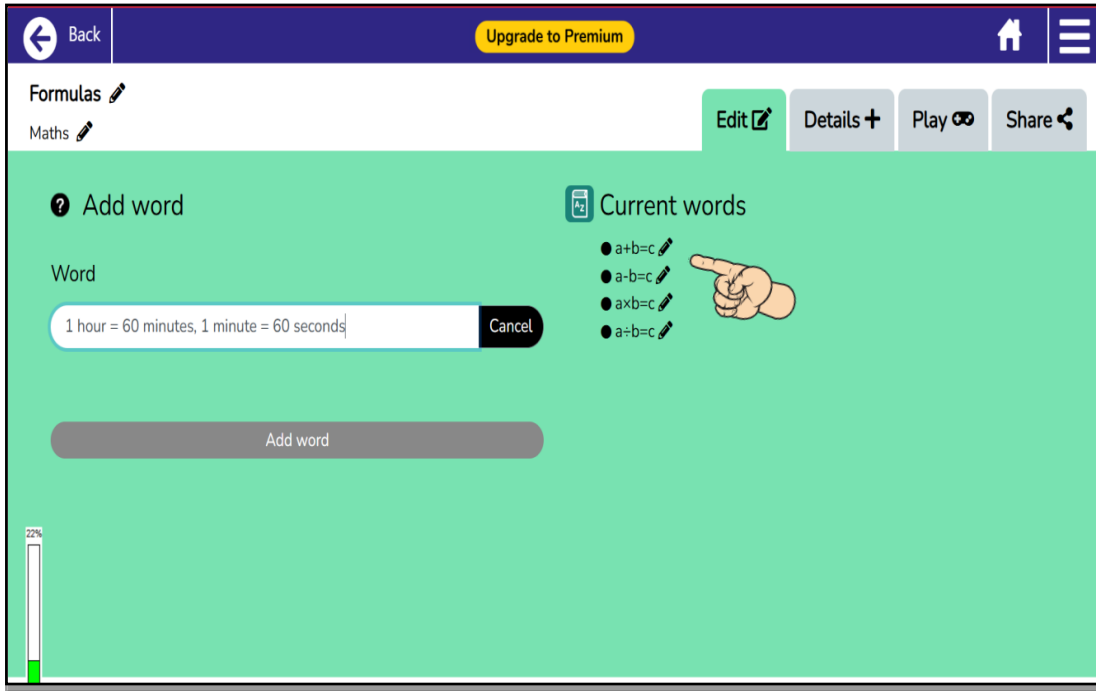 Back
Upgrade to Premium
Formulas
Maths
Edit
Details
Play
Share
Add word
Word
1 hour = 60 minutes, 1 minute = 60 seconds
Cancel
Add word
Current words
a+b=c
a-b=c
a×b=c
a÷b=c
22%